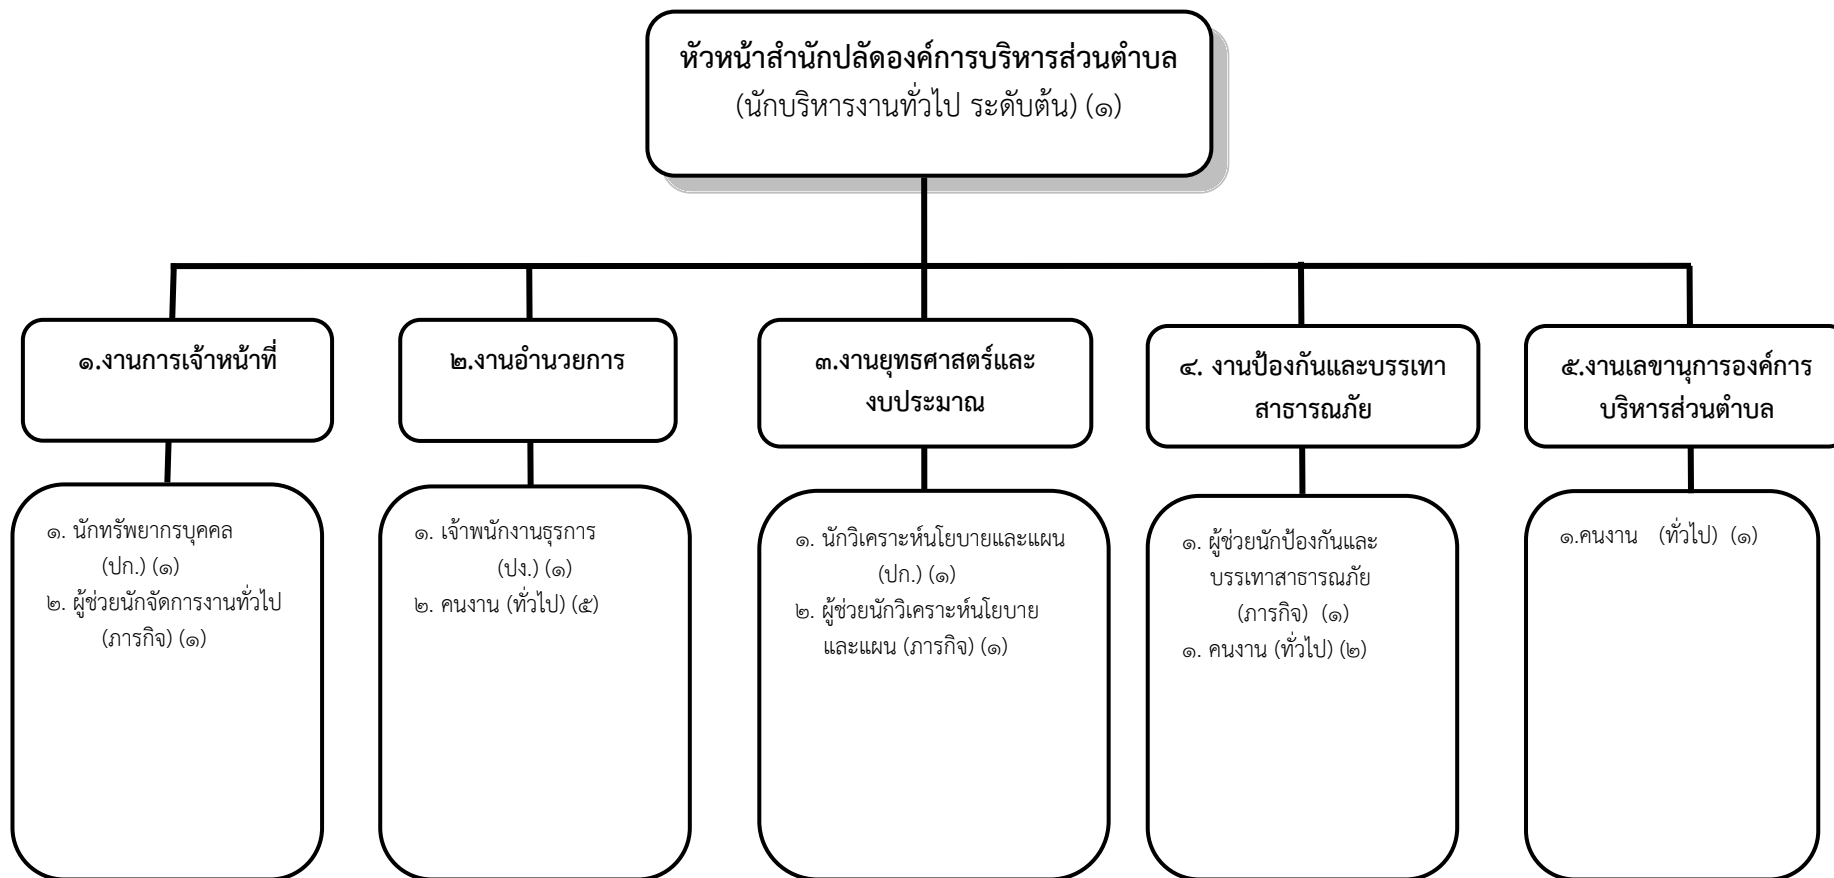 หัวหน้าสำนักปลัดองค์การบริหารส่วนตำบล
(นักบริหารงานทั่วไป ระดับต้น) (๑)
๑.งานการเจ้าหน้าที่
๒.งานอำนวยการ
๓.งานยุทธศาสตร์และ
งบประมาณ
๔. งานป้องกันและบรรเทา
สาธารณภัย
๕.งานเลขานุการองค์การ
บริหารส่วนตำบล
๑. นักทรัพยากรบุคคล
(ปก.) (๑)
๒. ผู้ช่วยนักจัดการงานทั่วไป
(ภารกิจ) (๑)
๑. เจ้าพนักงานธุรการ
(ปง.) (๑)
๒. คนงาน (ทั่วไป) (๕)
๑. นักวิเคราะห์นโยบายและแผน
(ปก.) (๑)
๒. ผู้ช่วยนักวิเคราะห์นโยบาย
และแผน (ภารกิจ) (๑)
๑. ผู้ช่วยนักป้องกันและ
บรรเทาสาธารณภัย
(ภารกิจ) (๑)
๑. คนงาน (ทั่วไป) (๒)
๑.คนงาน (ทั่วไป) (๑)